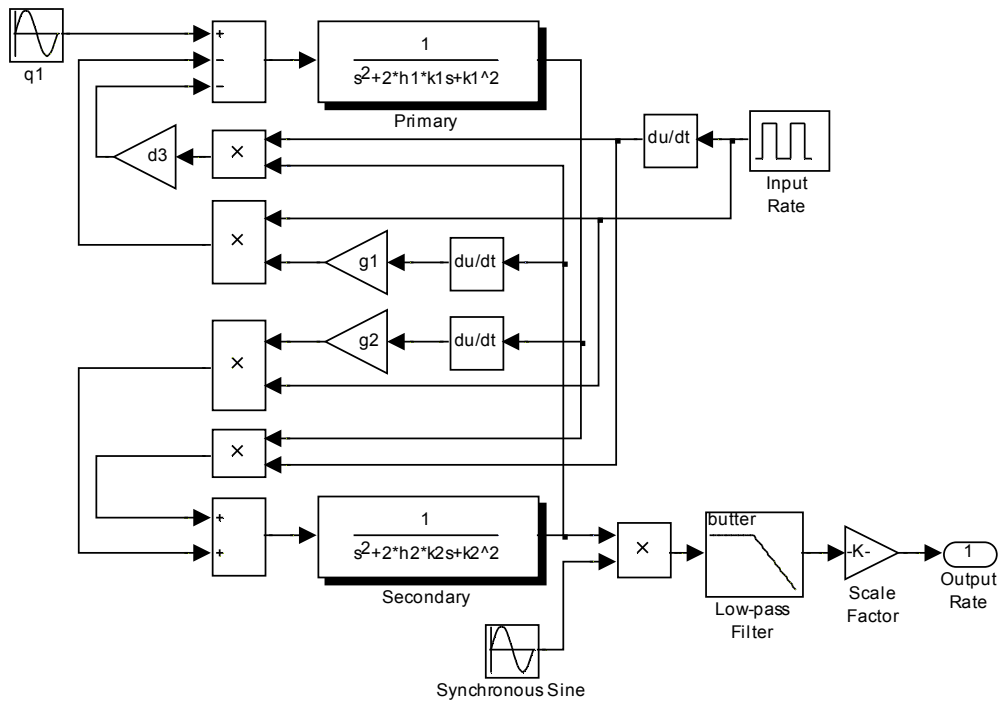 q1
+
−
−
1
s2+2*h1*k1s+k1^2
Primary
du/dt
Input
Rate
d3
×
×
g1
du/dt
g2
du/dt
×
×
+
+
1
s2+2*h2*k2s+k2^2
Secondary
×
butter
Low-pass
Filter
-K-
Scale
Factor
1
Output
Rate
Synchronous Sine